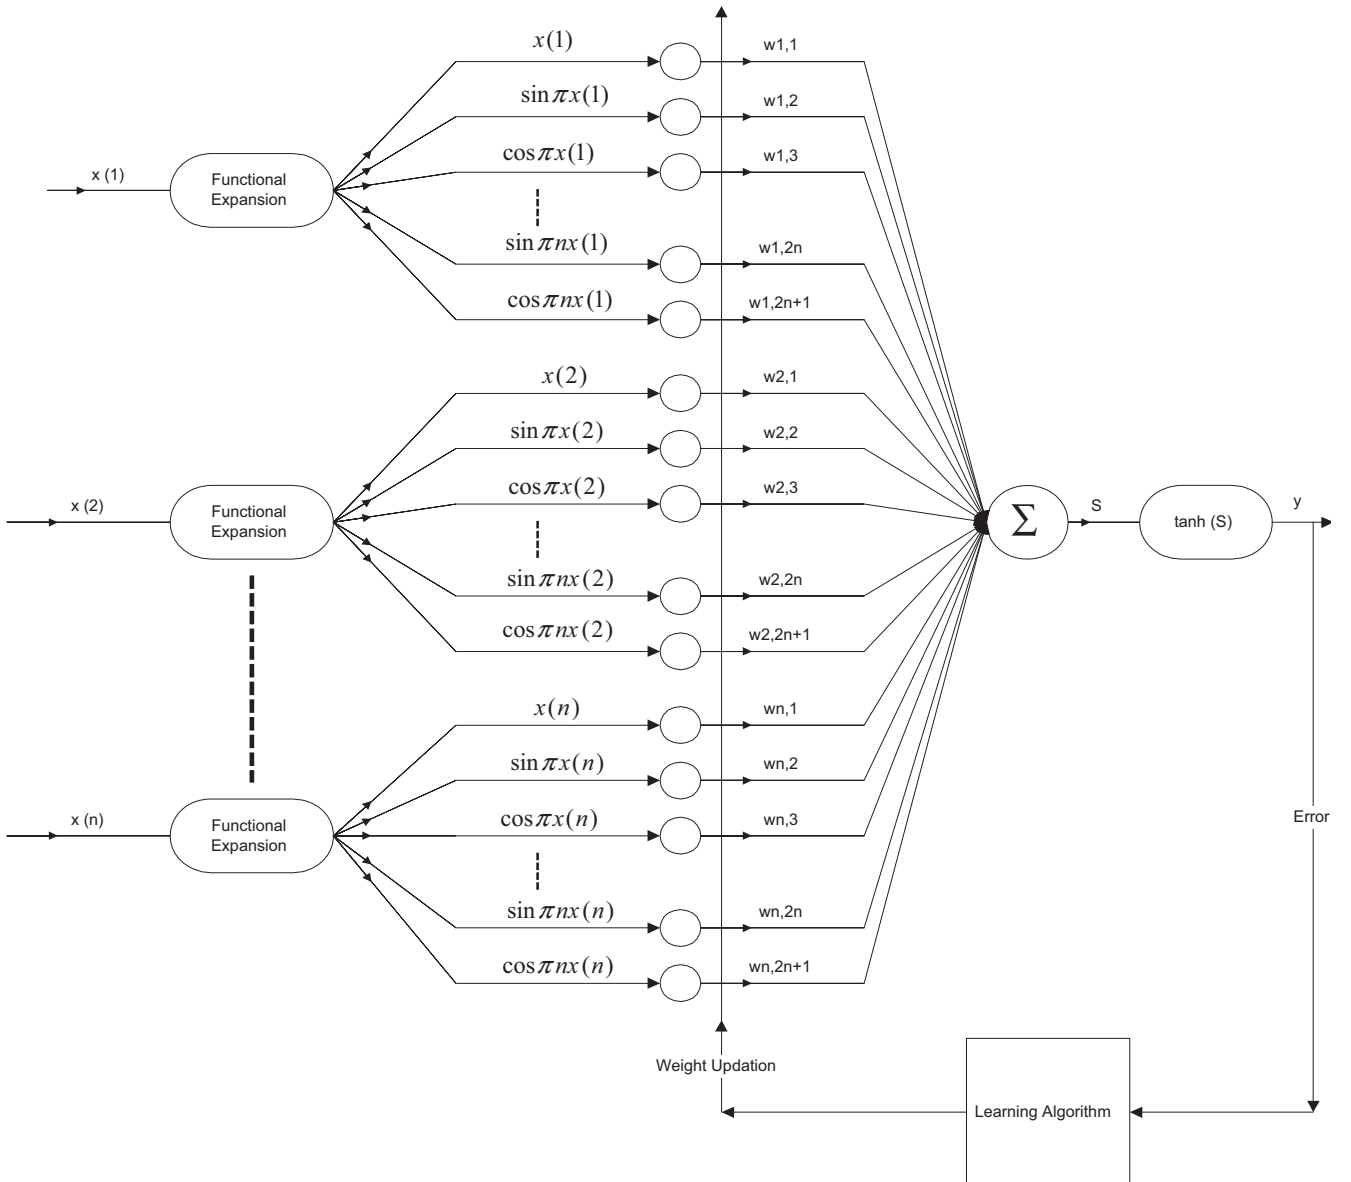 x(1)
w1,1
sin πx(1)
w1,2
cos πx(1)
w1,3
x (1)
Functional
Expansion
sin πnx(1)
w1,2n
cos πnx(1)
w1,2n+1
x(2)
w2,1
sin πx(2)
w2,2
cos πx(2)
w2,3
x (2)
Functional
Expansion
Σ
S
tanh (S)
y
sin πnx(2)
w2,2n
cos πnx(2)
w2,2n+1
x(n)
wn,1
sin πx(n)
wn,2
cos πx(n)
wn,3
x (n)
Functional
Expansion
Error
sin πnx(n)
wn,2n
cos πnx(n)
wn,2n+1
Weight Updation
Learning Algorithm